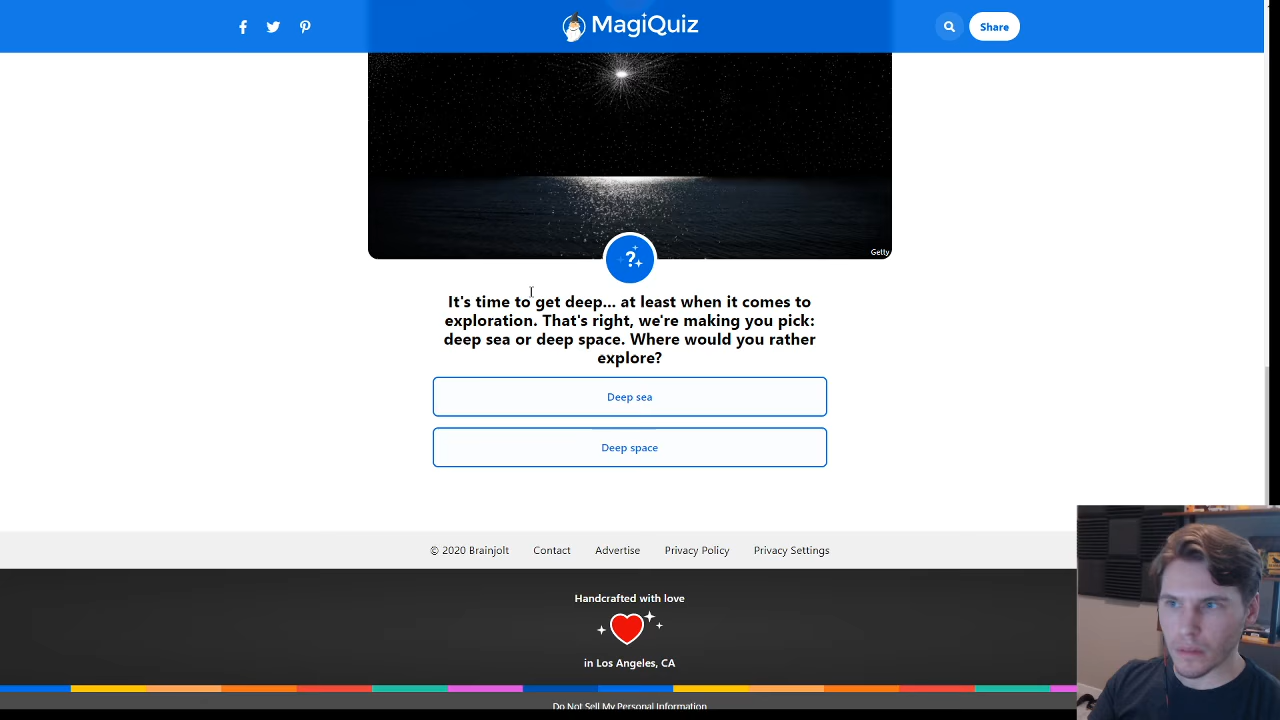 MagiQuiz
Share
Getty
?
It's time to get deep... at least when it comes to
exploration. That's right, we're making you pick:
deep sea or deep space. Where would you rather
explore?
Deep sea
Deep space
© 2020 Brainjolt
Contact
Advertise
Privacy Policy
Privacy Settings
Handcrafted with love
in Los Angeles, CA
Do Not Sell My Personal Information